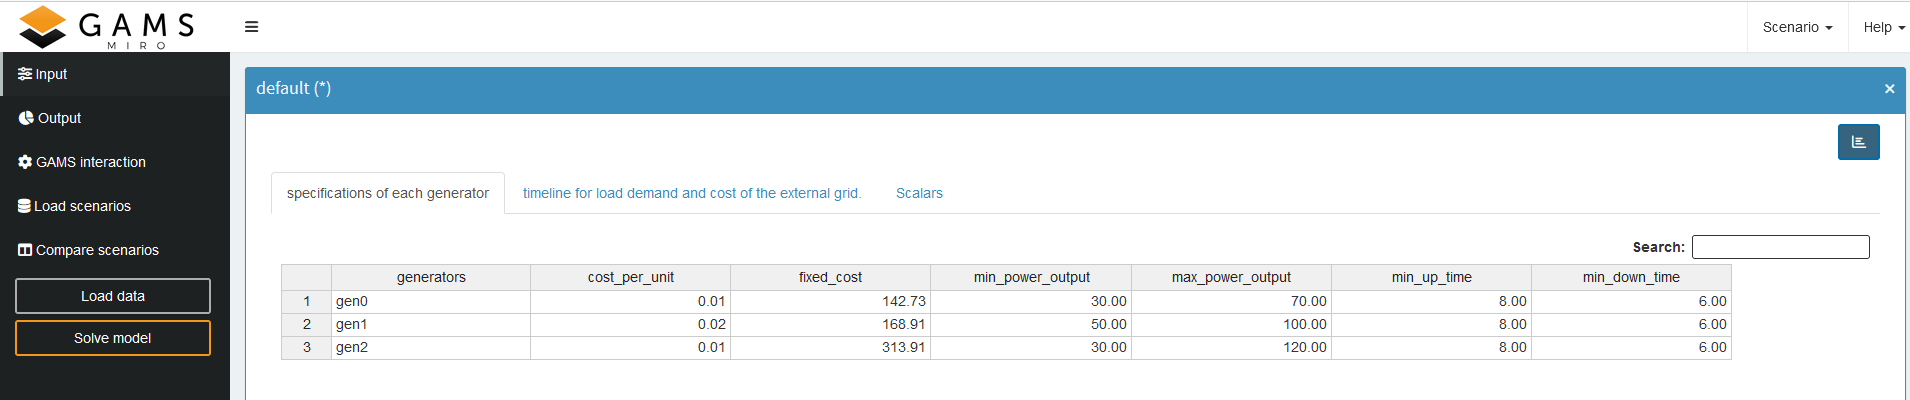 GAMS
MIRO
Scenario
Help
Input
default (*)
Output
GAMS interaction
specifications of each generator
timeline for load demand and cost of the external grid.
Scalars
Load scenarios
Compare scenarios
Search:
generators cost_per_unit fixed_cost min_power_output max_power_output min_up_time min_down_time
Load data
1 gen0 0.01 142.73 30.00 70.00 8.00 6.00
2 gen1 0.02 168.91 50.00 100.00 8.00 6.00
Solve model
3 gen2 0.01 313.91 30.00 120.00 8.00 6.00